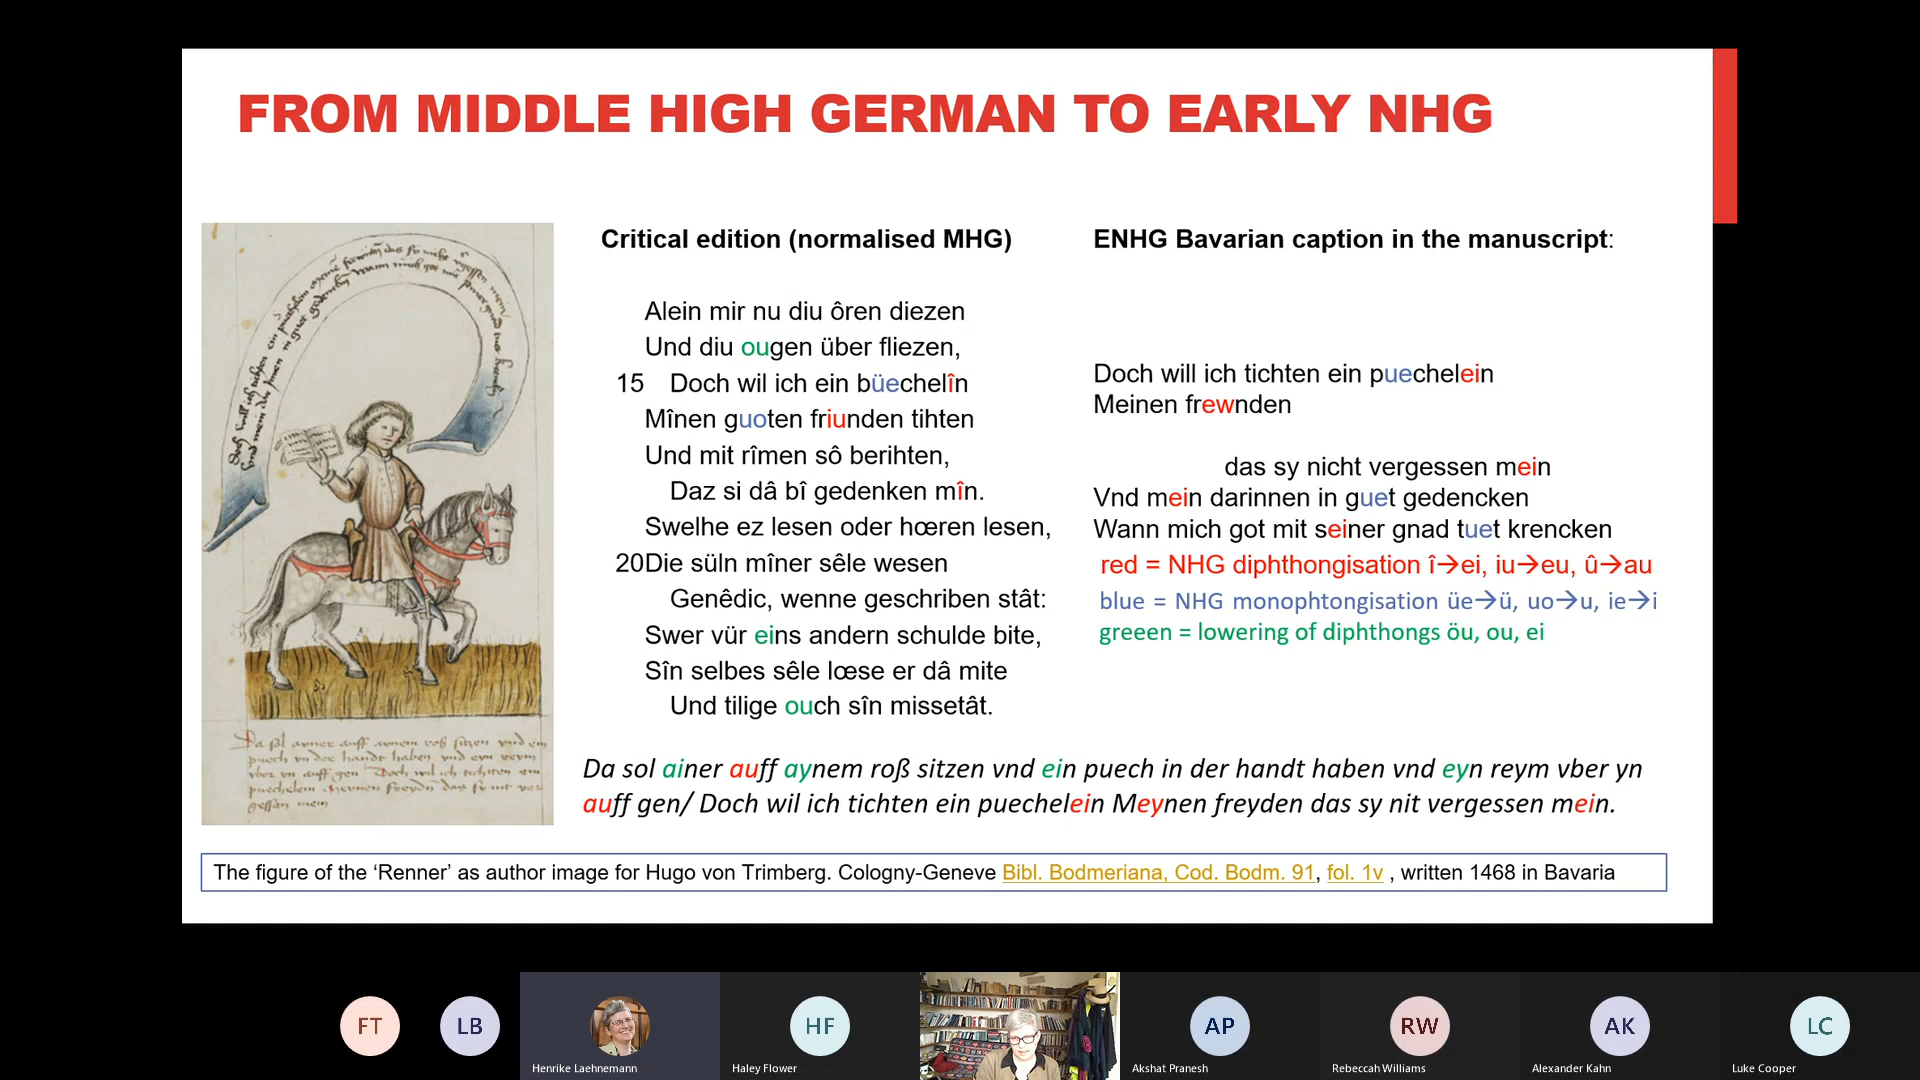 FROM MIDDLE HIGH GERMAN TO EARLY NHG
Critical edition (normalised MHG)
Alein mir nu diu ôren diezen
Und diu ougen über fliezen,
15 Doch wil ich ein büechelîn
Mînen guoten friunden tihten
Und mit rîmen sô berihten,
Daz si dâ bî gedenken mîn.
Swelhe ez lesen oder hœren lesen,
20Die süln mîner sêle wesen
Genêdic, wenne geschriben stât:
Swer vür eins andern schulde bite,
Sîn selbes sêle lœse er dâ mite
Und tilige ouch sîn missetât.
ENHG Bavarian caption in the manuscript:
Doch will ich tichten ein puechelein
Meinen frewnden
das sy nicht vergessen mein
Vnd mein darinnen in guet gedencken
Wann mich got mit seiner gnad tuet krencken
red = NHG diphthongisation î→ei, iu→eu, û→au
blue = NHG monophtongisation üe→ü, uo→u, ie→i
greeen = lowering of diphthongs öu, ou, ei
Da sol ainer auff aynem roß sitzen vnd ein puech in der handt haben vnd eyn reym vber yn
auff gen/ Doch wil ich tichten ein puechelein Meynen freyden das sy nit vergessen mein.
The figure of the ‘Renner’ as author image for Hugo von Trimberg. Cologny-Geneve Bibl. Bodmeriana, Cod. Bodm. 91, fol. 1v , written 1468 in Bavaria
FT
LB
Henrike Laehnemann
HF
Haley Flower
AP
Akshat Pranesh
RW
Rebeccah Williams
AK
Alexander Kahn
LC
Luke Cooper